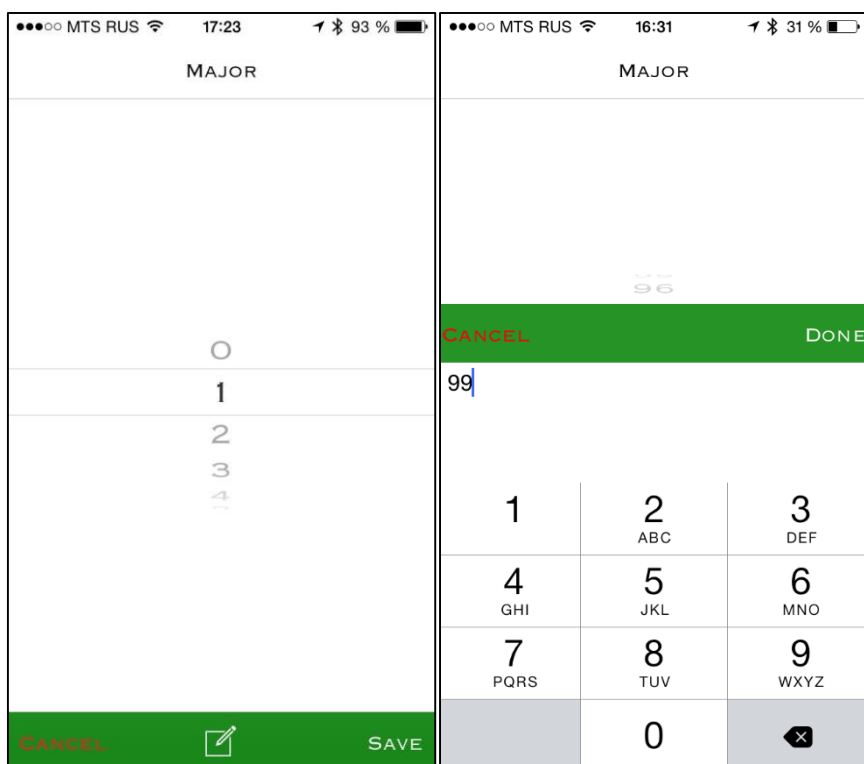 MTS RUS 17:23 93 %
MAJOR
0
1
2
3
4
CANCEL SAVE
MTS RUS 16:31 31 %
MAJOR
96
CANCEL DONE
99
1 2 3
ABC DEF
4 5 6
GHI JKL MNO
7 8 9
PQRS TUV WXYZ
0